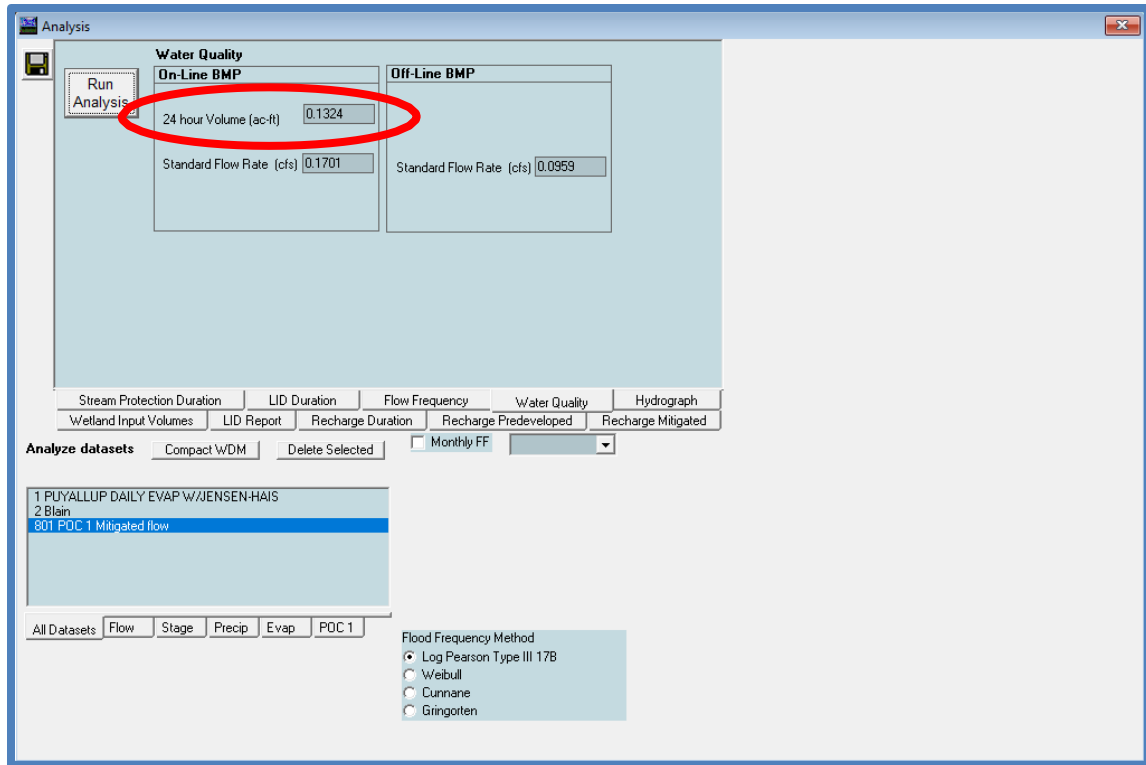 Analysis
Run
Analysis
Water Quality
On-Line BMP
24 hour Volume (ac-ft) 0.1324
Standard Flow Rate (cfs) 0.1701
Off-Line BMP
Standard Flow Rate (cfs) 0.0959
Stream Protection Duration LID Duration Flow Frequency Water Quality Hydrograph
Wetland Input Volumes LID Report Recharge Duration Recharge Predeveloped Recharge Mitigated
Analyze datasets Compact WDM Delete Selected Monthly FF
1 PUYALLUP DAILY EVAP W/JENSEN-HAIS
2 Blain
801 POC 1 Mitigated flow
All Datasets Flow Stage Precip Evap POC 1
Flood Frequency Method
Log Pearson Type III 17B
Weibull
Cunnane
Gringorten